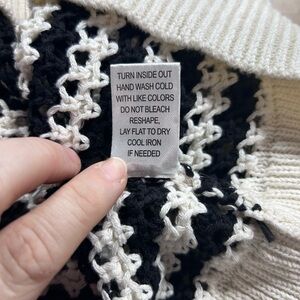 TURN INSIDE OUT
HAND WASH COLD
WITH LIKE COLORS
DO NOT BLEACH
RESHAPE,
LAY FLAT TO DRY
COOL IRON
IF NEEDED